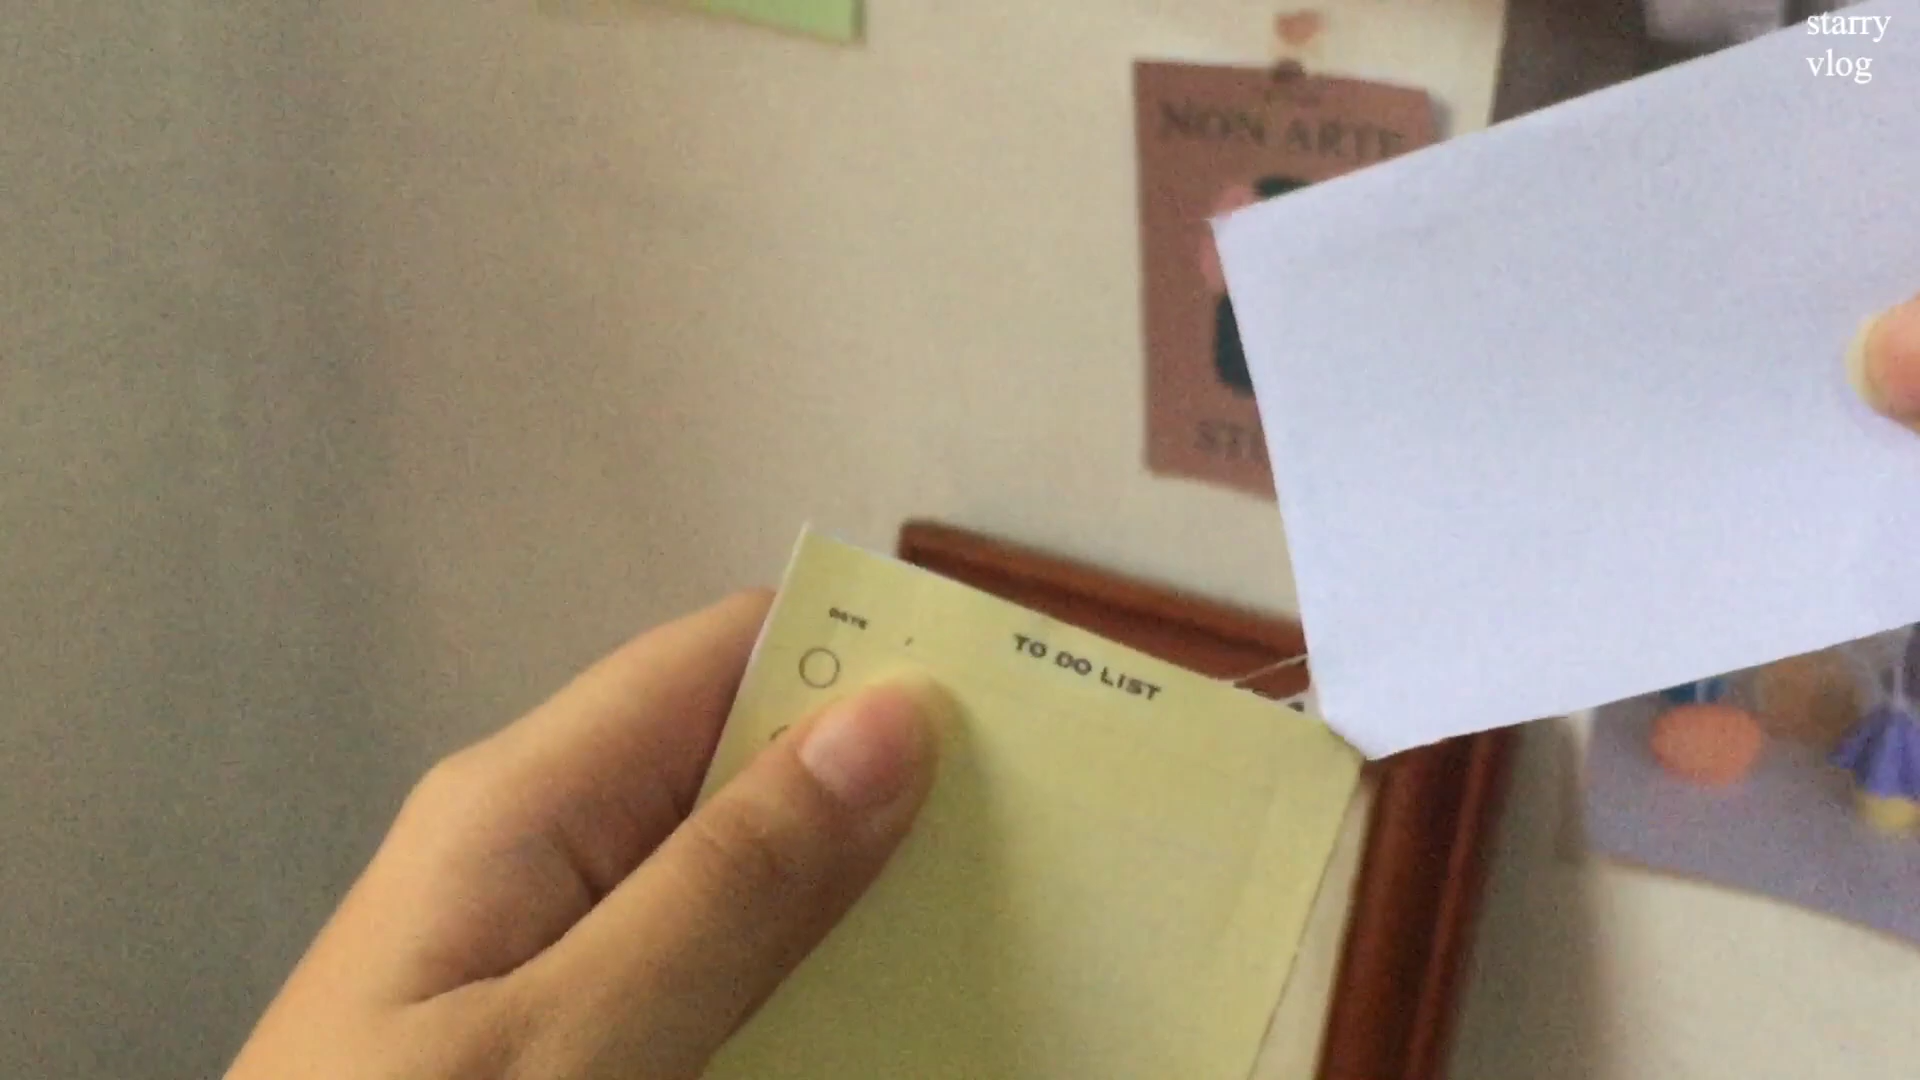 starry
vlog
NON ARTE
DATE /
TO DO LIST